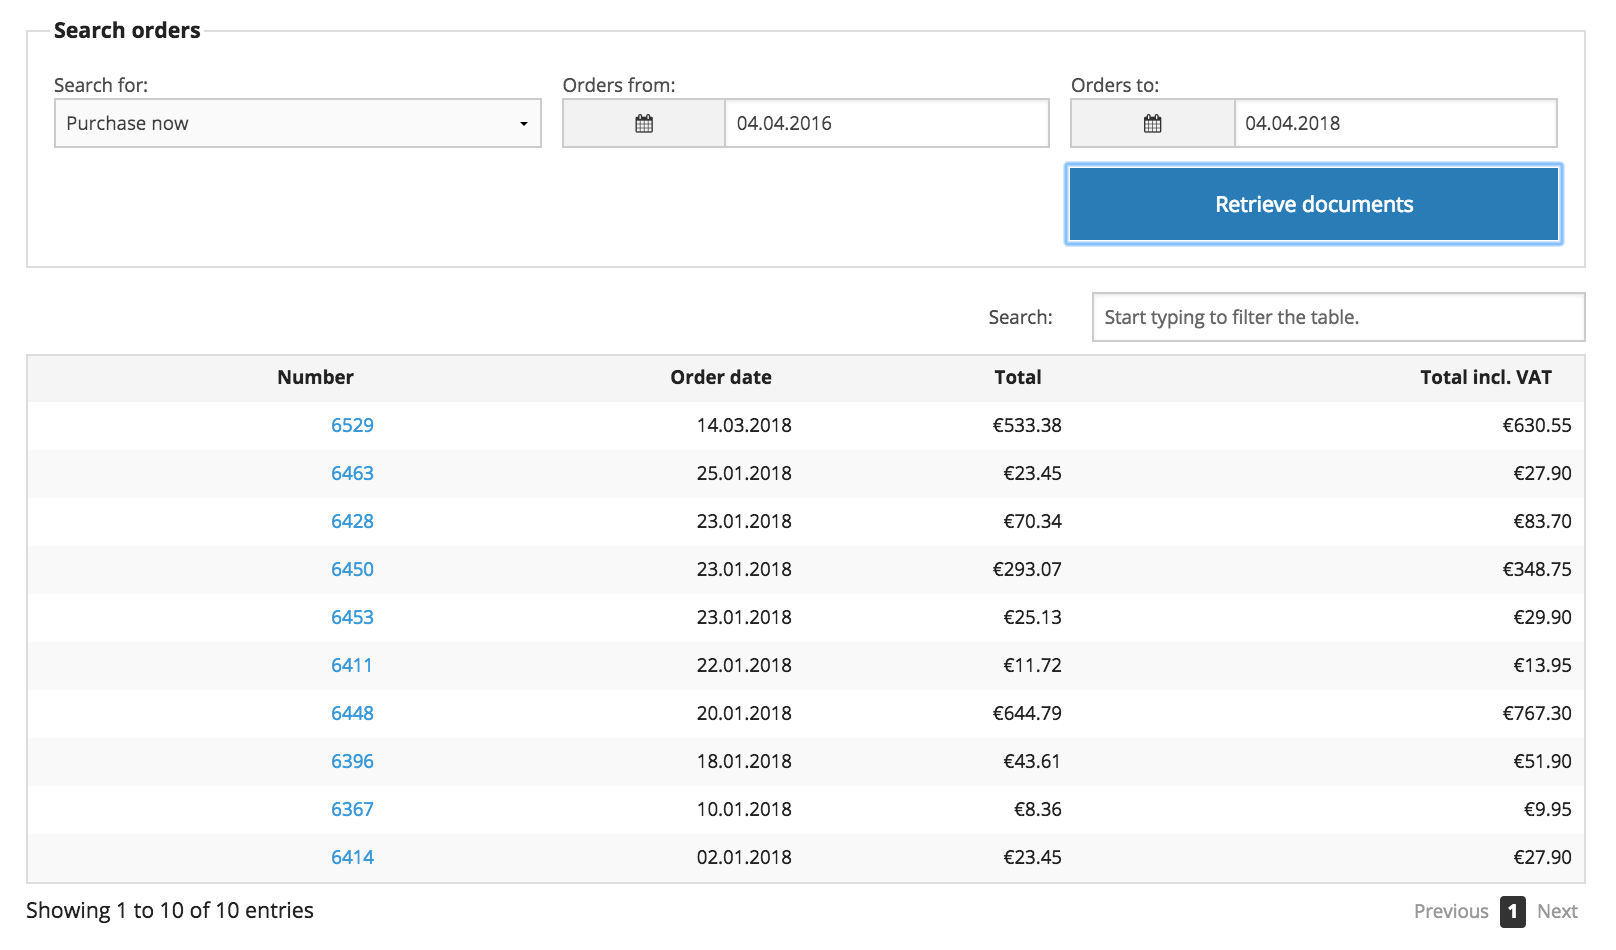 Search orders
Search for: Orders from: Orders to:
Purchase now 04.04.2016 04.04.2018
Retrieve documents
Search: Start typing to filter the table.
Number Order date Total Total incl. VAT
6529 14.03.2018 €533.38 €630.55
6463 25.01.2018 €23.45 €27.90
6428 23.01.2018 €70.34 €83.70
6450 23.01.2018 €293.07 €348.75
6453 23.01.2018 €25.13 €29.90
6411 22.01.2018 €11.72 €13.95
6448 20.01.2018 €644.79 €767.30
6396 18.01.2018 €43.61 €51.90
6367 10.01.2018 €8.36 €9.95
6414 02.01.2018 €23.45 €27.90
Showing 1 to 10 of 10 entries Previous 1 Next